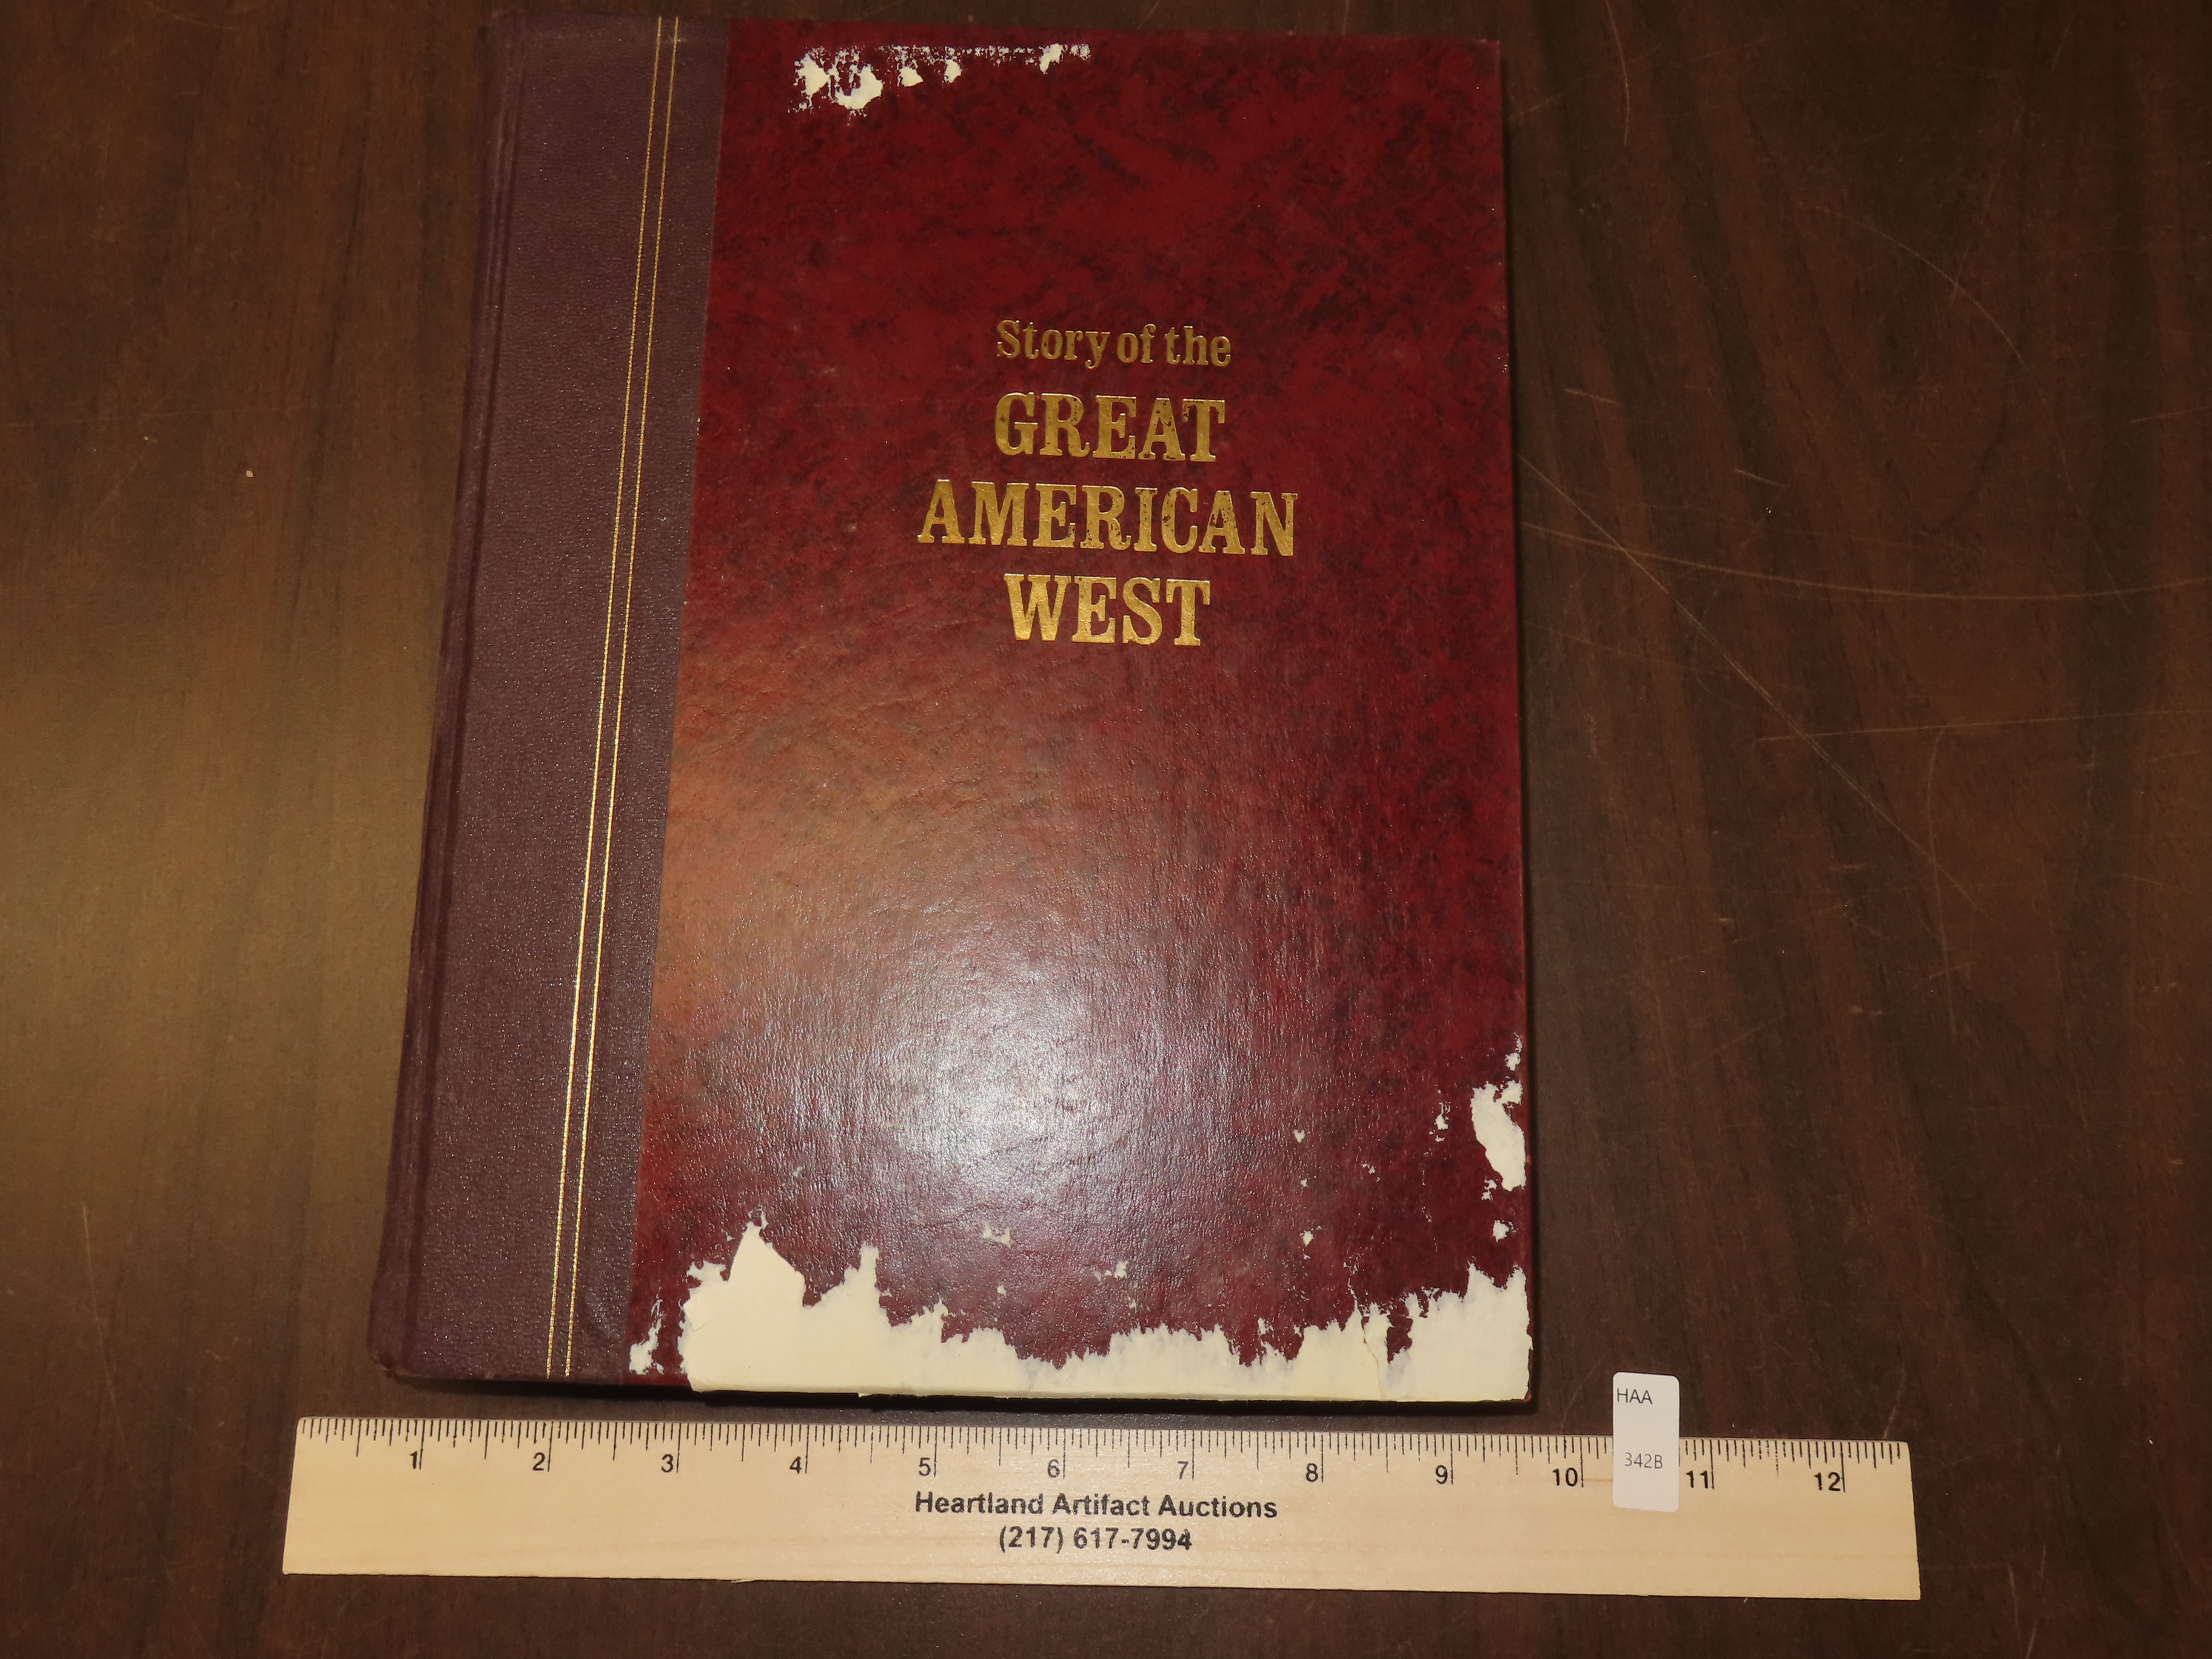 Story of the
GREAT
AMERICAN
WEST
HAA
342B
1 2 3 4 5 6 7 8 9 10 11 12
Heartland Artifact Auctions
(217) 617-7994